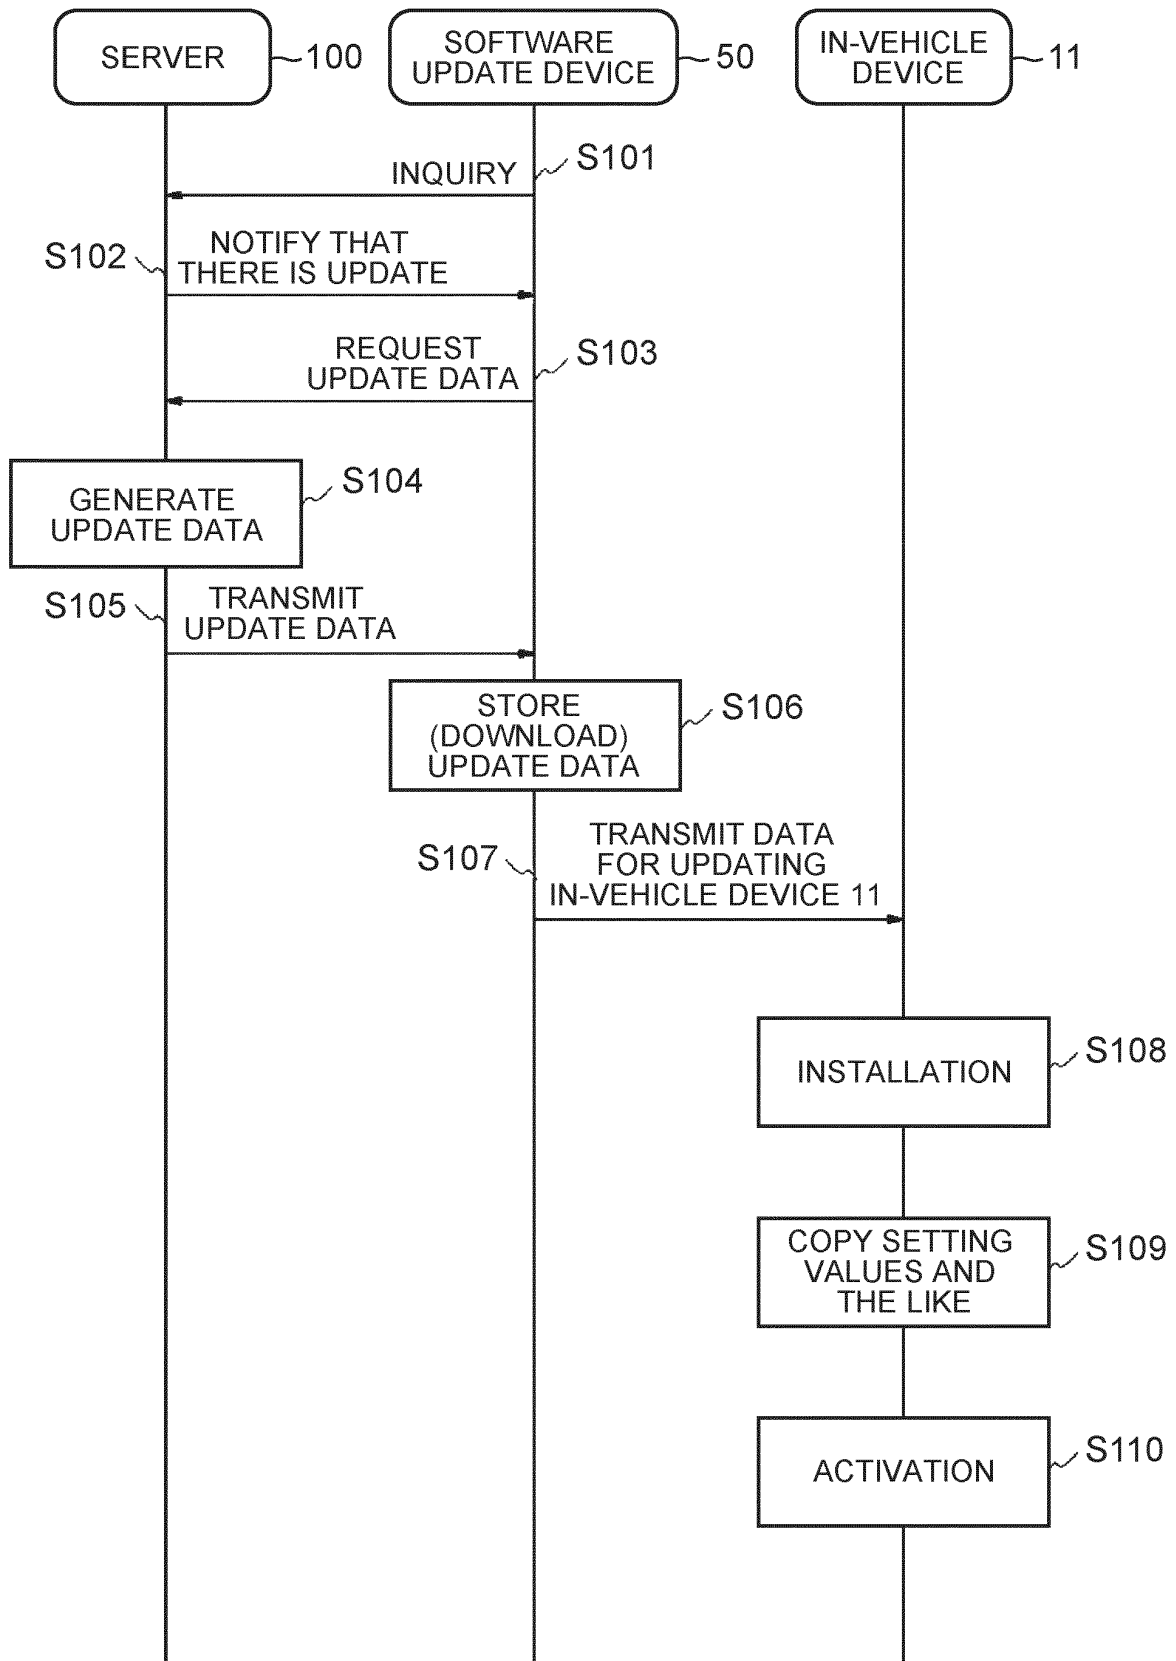 SERVER
100
SOFTWARE
UPDATE DEVICE
50
IN-VEHICLE
DEVICE
11
S101
INQUIRY
S102
NOTIFY THAT
THERE IS UPDATE
S103
REQUEST
UPDATE DATA
GENERATE
UPDATE DATA
S104
S105
TRANSMIT
UPDATE DATA
STORE
(DOWNLOAD)
UPDATE DATA
S106
S107
TRANSMIT DATA
FOR UPDATING
IN-VEHICLE DEVICE 11
INSTALLATION
S108
COPY SETTING
VALUES AND
THE LIKE
S109
ACTIVATION
S110